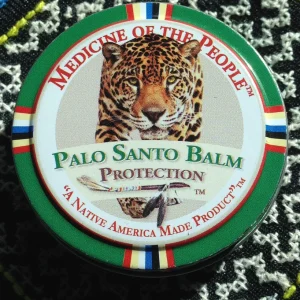 MEDICINE OF THE PEOPLE™
PALO SANTO BALM
PROTECTION
™
"A NATIVE AMERICA MADE PRODUCT"™